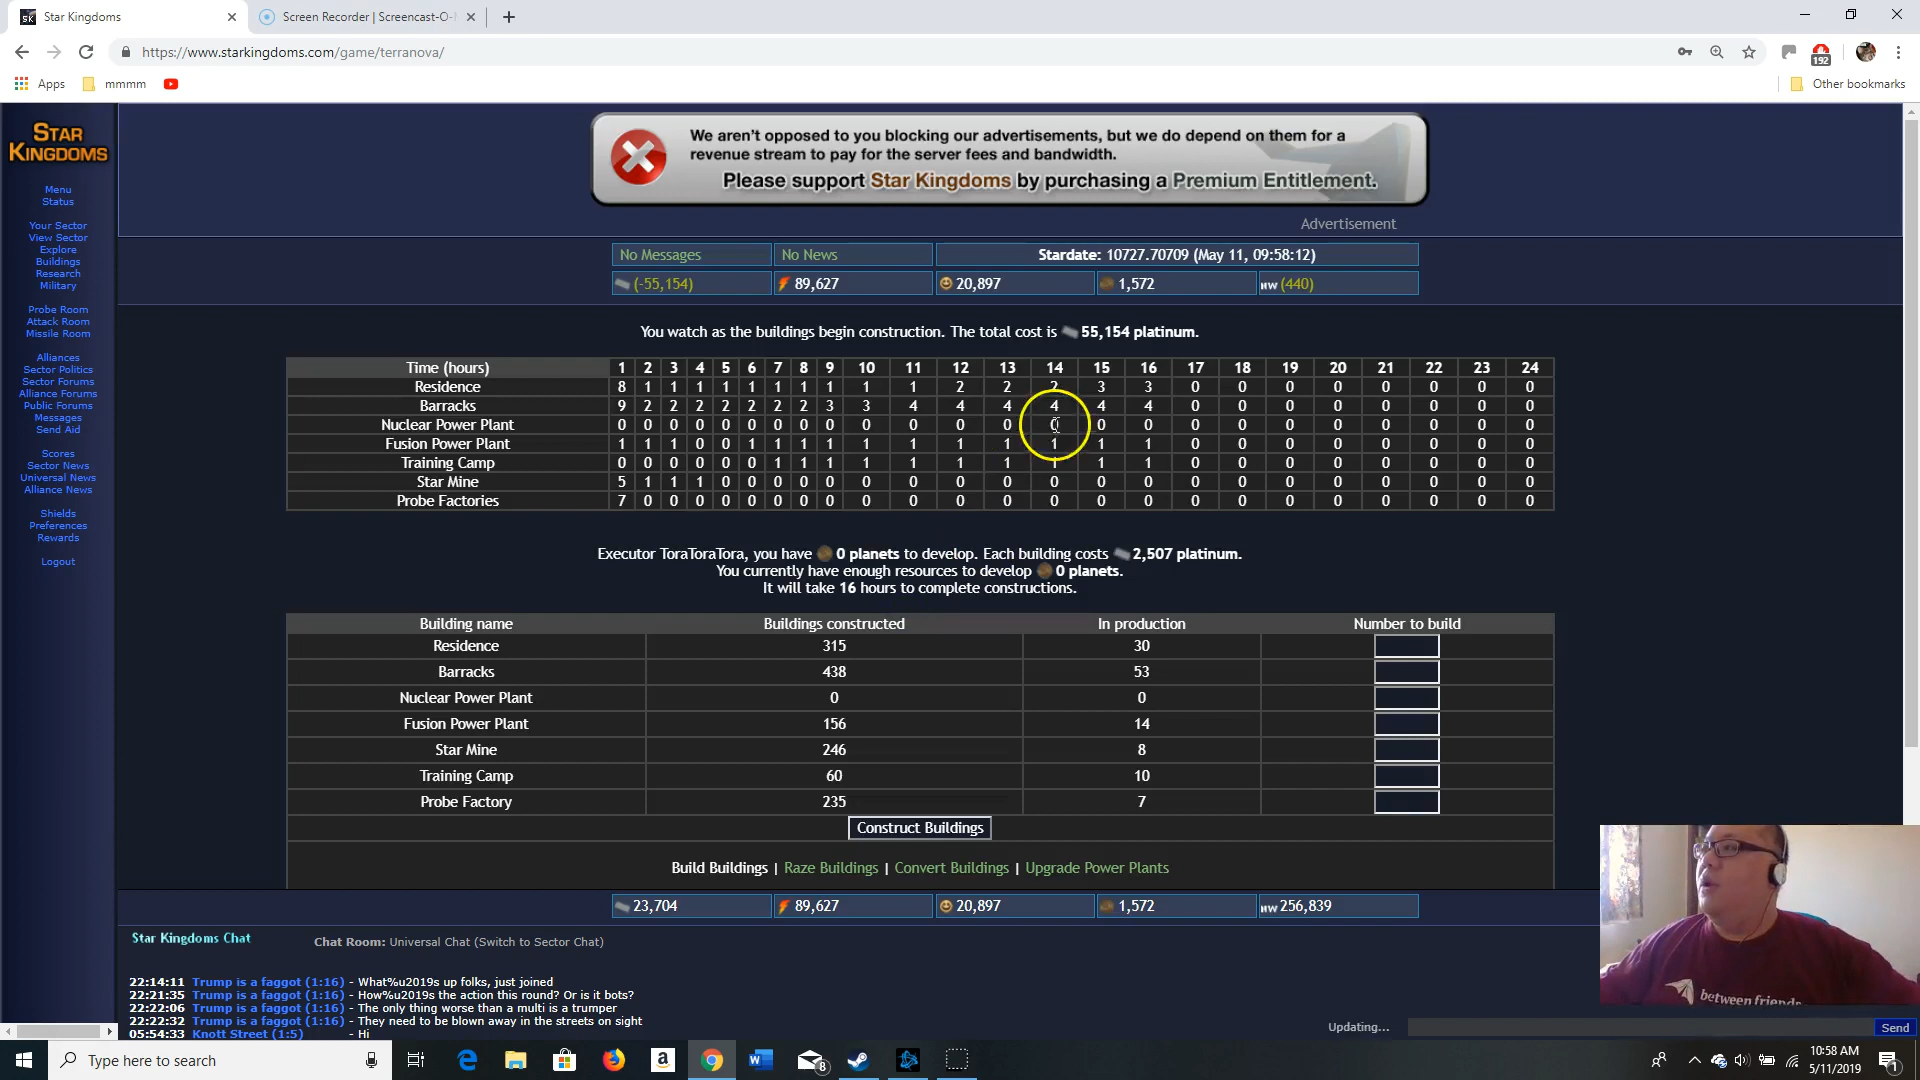 Star Kingdoms
Screen Recorder | Screencast-O-
https://www.starkingdoms.com/game/terranova/
192
Apps
mmmm
Other bookmarks
STAR
KINGDOMS
Menu
Status
Your Sector
View Sector
Explore
Buildings
Research
Military
Probe Room
Attack Room
Missile Room
Alliances
Sector Politics
Sector Forums
Alliance Forums
Public Forums
Messages
Send Aid
Scores
Sector News
Universal News
Alliance News
Shields
Preferences
Rewards
Logout
We aren't opposed to you blocking our advertisements, but we do depend on them for a
revenue stream to pay for the server fees and bandwidth.
Please support Star Kingdoms by purchasing a Premium Entitlement.
Advertisement
No Messages No News Stardate: 10727.70709 (May 11, 09:58:12)
(-55,154) 89,627 20,897 1,572 NW (440)
You watch as the buildings begin construction. The total cost is 55,154 platinum.
Time (hours) 1 2 3 4 5 6 7 8 9 10 11 12 13 14 15 16 17 18 19 20 21 22 23 24
Residence 8 1 1 1 1 1 1 1 1 1 1 2 2 2 3 3 0 0 0 0 0 0 0 0
Barracks 9 2 2 2 2 2 2 2 3 3 4 4 4 4 4 4 0 0 0 0 0 0 0 0
Nuclear Power Plant 0 0 0 0 0 0 0 0 0 0 0 0 0 0 0 0 0 0 0 0 0 0 0 0
Fusion Power Plant 1 1 1 0 0 1 1 1 1 1 1 1 1 1 1 1 0 0 0 0 0 0 0 0
Training Camp 0 0 0 0 0 0 1 1 1 1 1 1 1 1 1 1 0 0 0 0 0 0 0 0
Star Mine 5 1 1 1 0 0 0 0 0 0 0 0 0 0 0 0 0 0 0 0 0 0 0 0
Probe Factories 7 0 0 0 0 0 0 0 0 0 0 0 0 0 0 0 0 0 0 0 0 0 0 0
Executor ToraToraTora, you have 0 planets to develop. Each building costs 2,507 platinum.
You currently have enough resources to develop 0 planets.
It will take 16 hours to complete constructions.
Building name Buildings constructed In production Number to build
Residence 315 30
Barracks 438 53
Nuclear Power Plant 0 0
Fusion Power Plant 156 14
Star Mine 246 8
Training Camp 60 10
Probe Factory 235 7
Construct Buildings
Build Buildings | Raze Buildings | Convert Buildings | Upgrade Power Plants
23,704 89,627 20,897 1,572 NW 256,839
Star Kingdoms Chat
Chat Room: Universal Chat (Switch to Sector Chat)
22:14:11 Trump is a faggot (1:16) - What%u2019s up folks, just joined
22:21:35 Trump is a faggot (1:16) - How%u2019s the action this round? Or is it bots?
22:22:06 Trump is a faggot (1:16) - The only thing worse than a multi is a trumper
22:22:32 Trump is a faggot (1:16) - They need to be blown away in the streets on sight
05:54:33 Knott Street (1:5) - Hi
Updating...
Send
between friends
Type here to search
8
10:58 AM
5/11/2019
1